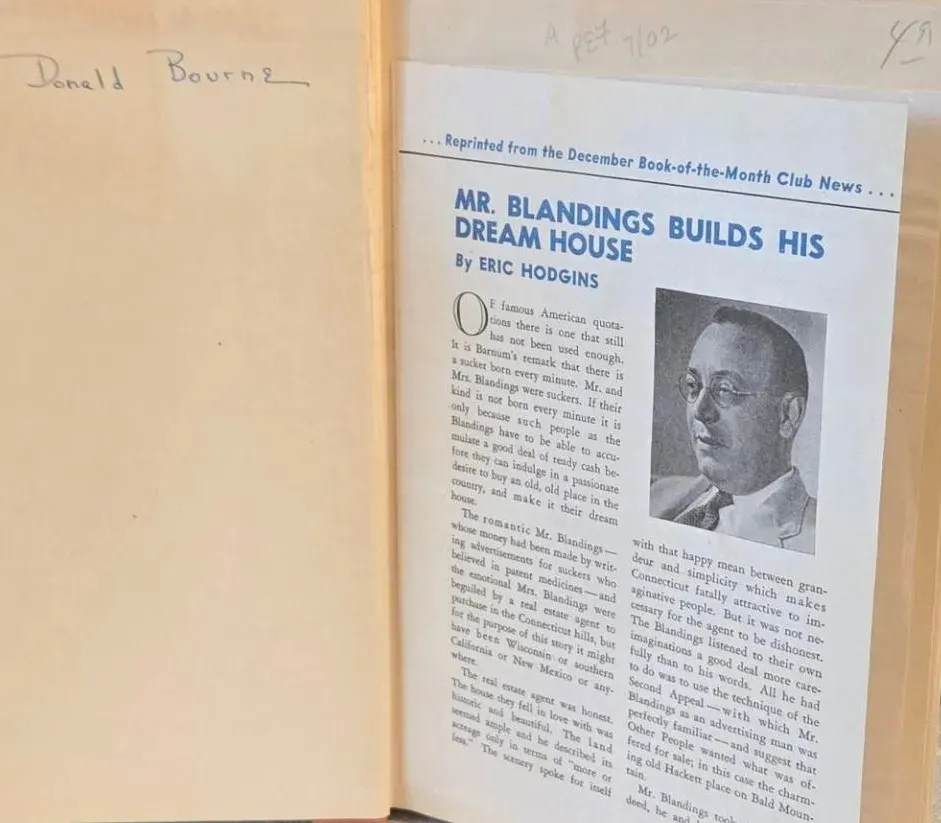 Donald Bourne
A PET 7/02
... Reprinted from the December Book-of-the-Month Club News ...
MR. BLANDINGS BUILDS HIS
DREAM HOUSE
By ERIC HODGINS
OF famous American quota-
tions there is one that still
has not been used enough.
It is Barnum's remark that there is
a sucker born every minute. Mr. and
Mrs. Blandings were suckers. If their
kind is not born every minute it is
only because such people as the
Blandings have to be able to accu-
mulate a good deal of ready cash be-
fore they can indulge in a passionate
desire to buy an old, old place in the
country, and make it their dream
house.
The romantic Mr. Blandings—
whose money had been made by writ-
ing advertisements for suckers who
believed in patent medicines—and
the emotional Mrs. Blandings were
beguiled by a real estate agent to
purchase in the Connecticut hills, but
for the purpose of this story it might
have been Wisconsin or southern
California or New Mexico or any-
where.
The real estate agent was honest.
The house they fell in love with was
historic and beautiful. The land
seemed ample and he described its
acreage only in terms of "more or
less." The scenery spoke for itself
with that happy mean between gran-
deur and simplicity which makes
Connecticut fatally attractive to im-
aginative people. But it was not ne-
cessary for the agent to be dishonest.
The Blandings listened to their own
imaginations a good deal more care-
fully than to his words. All he had
to do was to use the technique of the
Second Appeal—with which Mr.
Blandings as an advertising man was
perfectly familiar—and suggest that
Other People wanted what was of-
fered for sale; in this case the charm-
ing old Hackett place on Bald Moun-
tain.
Mr. Blandings took
deed, he and